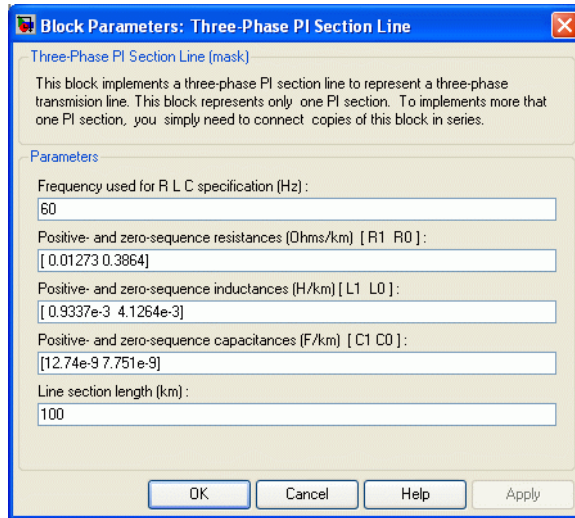 Block Parameters: Three-Phase PI Section Line
Three-Phase PI Section Line (mask)
This block implements a three-phase PI section line to represent a three-phase
transmision line. This block represents only one PI section. To implements more that
one PI section, you simply need to connect copies of this block in series.
Parameters
Frequency used for R L C specification (Hz) :
60
Positive- and zero-sequence resistances (Ohms/km) [ R1 R0 ] :
[ 0.01273 0.3864]
Positive- and zero-sequence inductances (H/km) [ L1 L0 ] :
[ 0.9337e-3 4.1264e-3]
Positive- and zero-sequence capacitances (F/km) [ C1 C0 ] :
[12.74e-9 7.751e-9]
Line section length (km) :
100
OK Cancel Help Apply